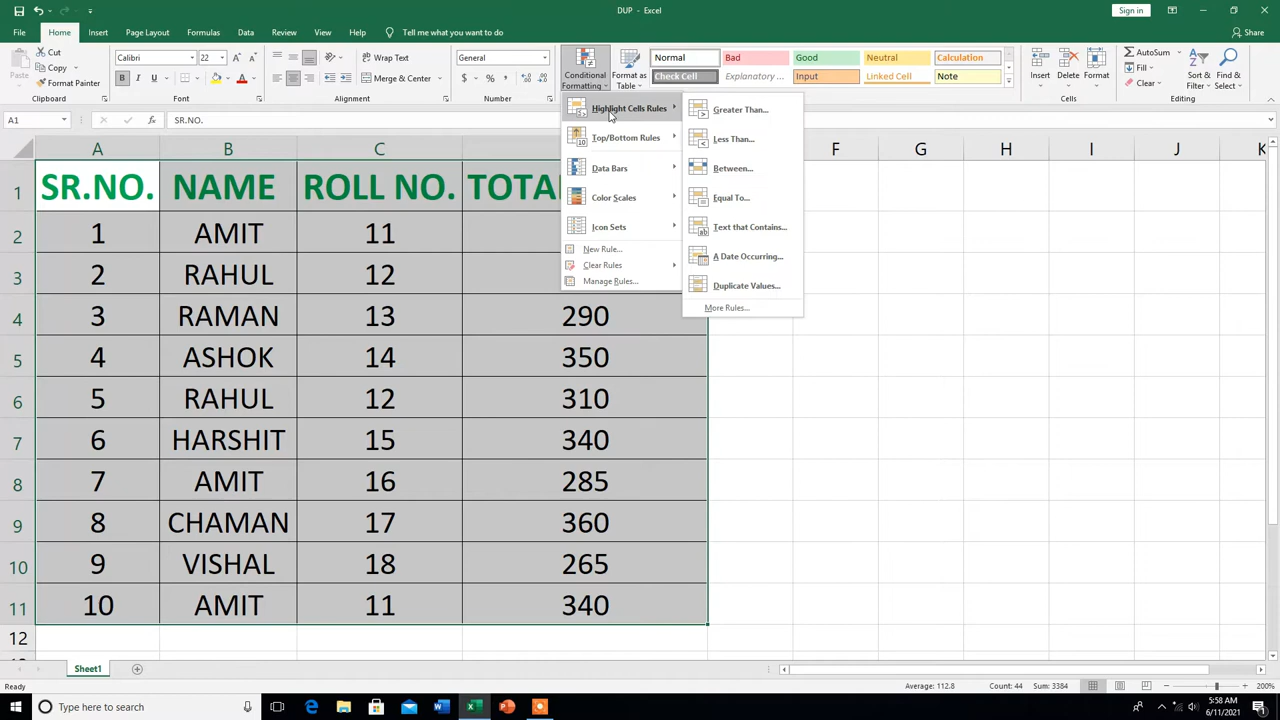 DUP - Excel
Sign in
File Home Insert Page Layout Formulas Data Review View Help Tell me what you want to do Share
Paste
Cut
Copy
Format Painter
Clipboard
Calibri 22
B I U
Font
Wrap Text
Merge & Center
Alignment
General
$ % ,
Number
Conditional Formatting
Format as Table
Normal Bad Good Neutral Calculation
Check Cell Explanatory ... Input Linked Cell Note
Insert Delete Format
Cells
AutoSum
Fill
Clear
Sort & Filter
Find & Select
Editing
A1 fx SR.NO.
Highlight Cells Rules
Top/Bottom Rules
Data Bars
Color Scales
Icon Sets
New Rule...
Clear Rules
Manage Rules...
Greater Than...
Less Than...
Between...
Equal To...
Text that Contains...
A Date Occurring...
Duplicate Values...
More Rules...
A B C F G H I J K
1 SR.NO. NAME ROLL NO. TOTA
2 1 AMIT 11
3 2 RAHUL 12
4 3 RAMAN 13 290
5 4 ASHOK 14 350
6 5 RAHUL 12 310
7 6 HARSHIT 15 340
8 7 AMIT 16 285
9 8 CHAMAN 17 360
10 9 VISHAL 18 265
11 10 AMIT 11 340
12
Sheet1
Ready Average: 112.8 Count: 44 Sum: 3384 200%
Type here to search
5:58 AM
6/11/2021